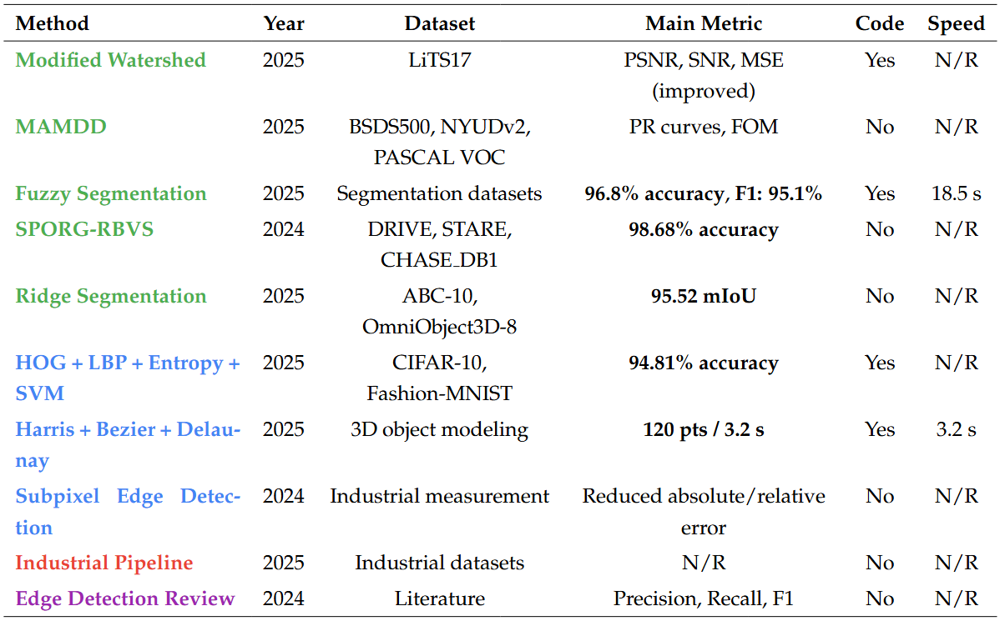 Method Year Dataset Main Metric Code Speed
Modified Watershed 2025 LiTS17 PSNR, SNR, MSE Yes N/R
(improved)
MAMDD 2025 BSDS500, NYUDv2, PR curves, FOM No N/R
PASCAL VOC
Fuzzy Segmentation 2025 Segmentation datasets 96.8% accuracy, F1: 95.1% Yes 18.5 s
SPORG-RBVS 2024 DRIVE, STARE, 98.68% accuracy No N/R
CHASE_DB1
Ridge Segmentation 2025 ABC-10, 95.52 mIoU No N/R
OmniObject3D-8
HOG + LBP + Entropy + 2025 CIFAR-10, 94.81% accuracy Yes N/R
SVM Fashion-MNIST
Harris + Bezier + Delau- 2025 3D object modeling 120 pts / 3.2 s Yes 3.2 s
nay
Subpixel Edge Detec- 2024 Industrial measurement Reduced absolute/relative No N/R
tion error
Industrial Pipeline 2025 Industrial datasets N/R No N/R
Edge Detection Review 2024 Literature Precision, Recall, F1 No N/R